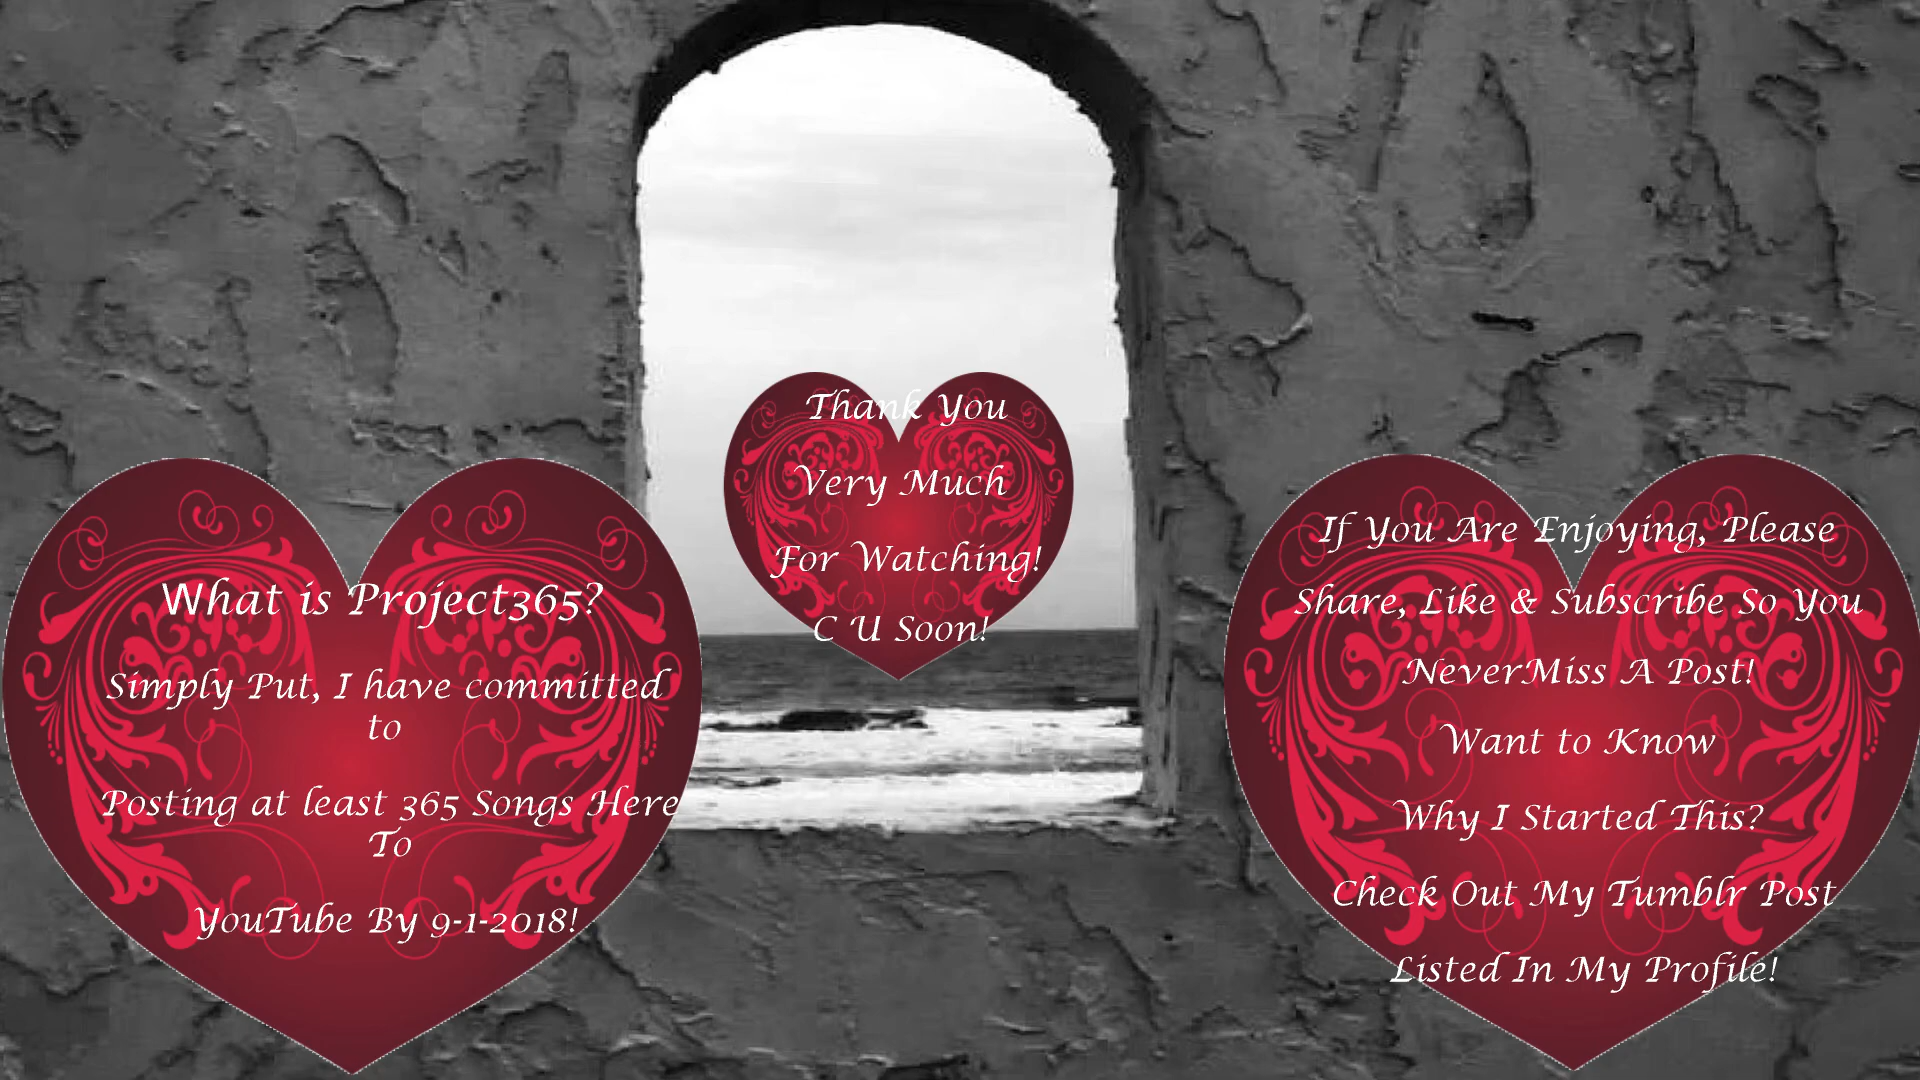 What is Project365?
Simply Put, I have committed
to
Posting at least 365 Songs Here
To
YouTube By 9-1-2018!
Thank You
Very Much
For Watching!
C U Soon!
If You Are Enjoying, Please
Share, Like & Subscribe So You
NeverMiss A Post!
Want to Know
Why I Started This?
Check Out My Tumblr Post
Listed In My Profile!